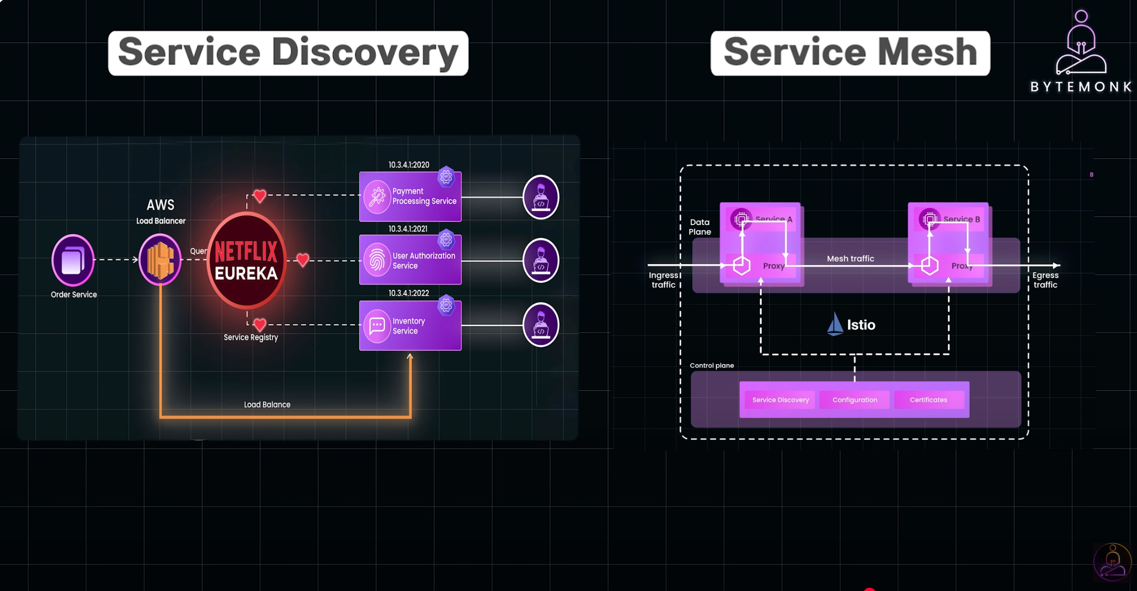 Service Discovery
Service Mesh
BYTEMONK
AWS
Load Balancer
Order Service
Quer
NETFLIX
EUREKA
Service Registry
10.3.4.1:2020
Payment
Processing Service
10.3.4.1:2021
User Authorization
Service
10.3.4.1:2022
Inventory
Service
Load Balance
Data
Plane
Service A
Service B
Proxy
Mesh traffic
Proxy
Ingress
traffic
Egress
traffic
Istio
Control plane
Service Discovery
Configuration
Certificates